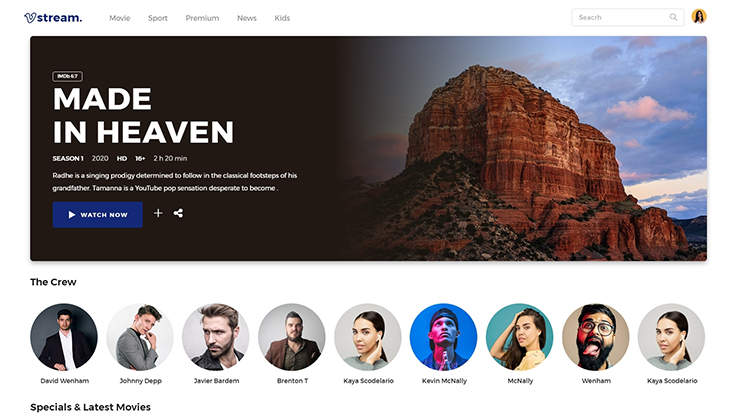 stream.
Movie Sport Premium News Kids
Seacrh
IMDb 6.7
MADE
IN HEAVEN
SEASON 1 2020 HD 16+ 2 h 20 min
Radhe is a singing prodigy determined to follow in the classical footsteps of his
grandfather. Tamanna is a YouTube pop sensation desperate to become .
WATCH NOW
The Crew
David Wenham Johnny Depp Javier Bardem Brenton T Kaya Scodelario Kevin McNally McNally Wenham Kaya Scodelario
Specials & Latest Movies